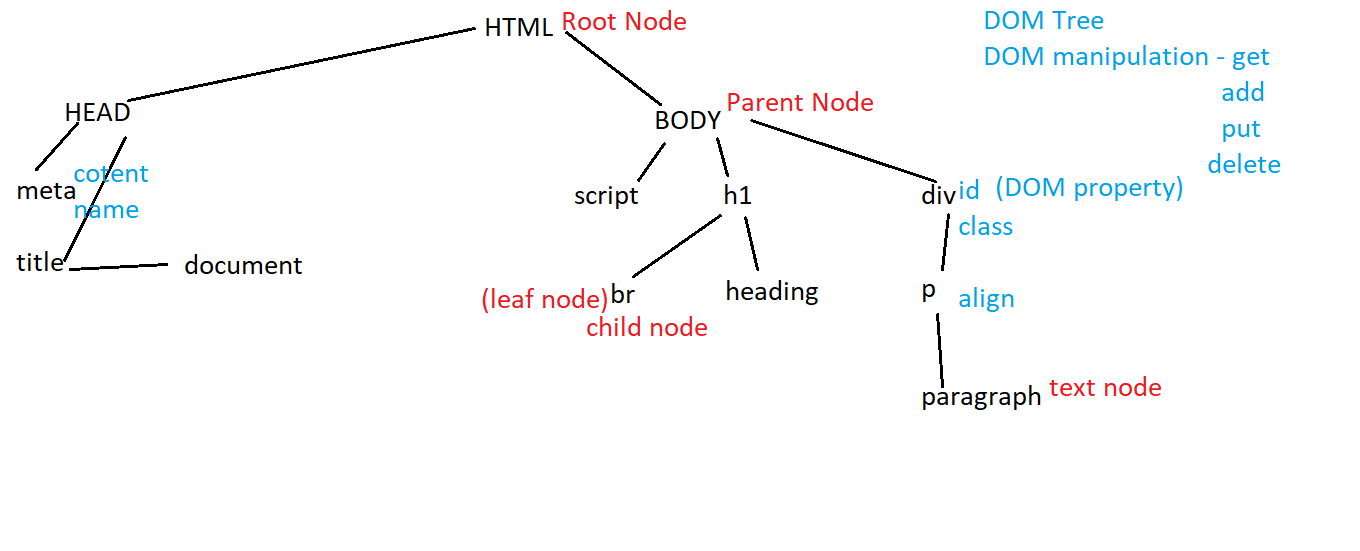 HTML Root Node
DOM Tree
DOM manipulation - get
add
put
delete
HEAD
BODY Parent Node
meta cotent
name
script
h1
div id (DOM property)
class
title
document
(leaf node) br
child node
heading
p align
paragraph text node